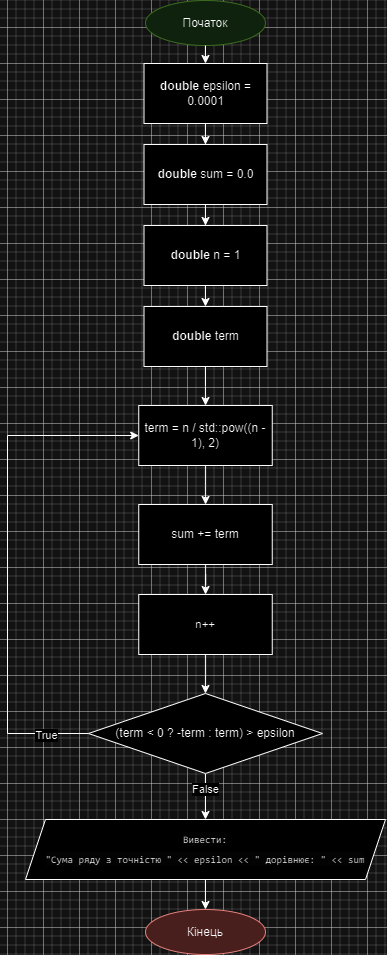 Початок
double epsilon =
0.0001
double sum = 0.0
double n = 1
double term
term = n / std::pow((n -
1), 2)
sum += term
n++
(term < 0 ? -term : term) > epsilon
True
False
Вивести:
"Сума ряду з точністю " << epsilon << " дорівнює: " << sum
Кінець